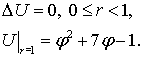 ΔU = 0, 0 ≤ r < 1,
U|_{r=1} = φ² + 7φ − 1.